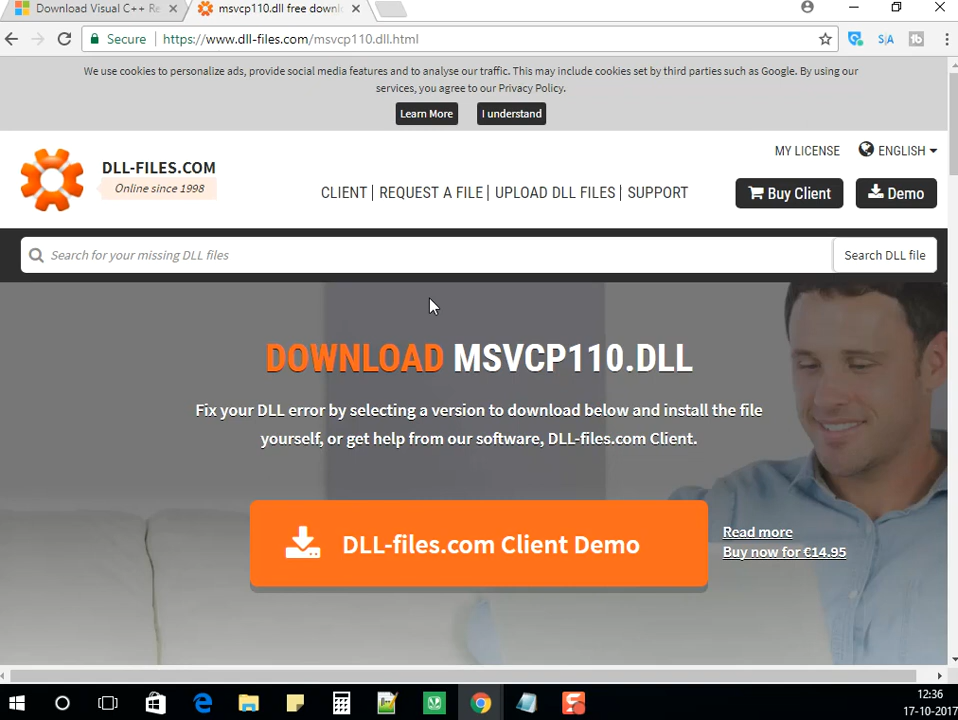 Download Visual C++ Re
msvcp110.dll free downl
Secure
https://www.dll-files.com/msvcp110.dll.html
We use cookies to personalize ads, provide social media features and to analyse our traffic. This may include cookies set by third parties such as Google. By using our
services, you agree to our Privacy Policy.
Learn More
I understand
DLL-FILES.COM
Online since 1998
MY LICENSE
ENGLISH
CLIENT | REQUEST A FILE | UPLOAD DLL FILES | SUPPORT
Buy Client
Demo
Search for your missing DLL files
Search DLL file
DOWNLOAD MSVCP110.DLL
Fix your DLL error by selecting a version to download below and install the file
yourself, or get help from our software, DLL-files.com Client.
DLL-files.com Client Demo
Read more
Buy now for €14.95
12:36
17-10-2017
S|A
tb